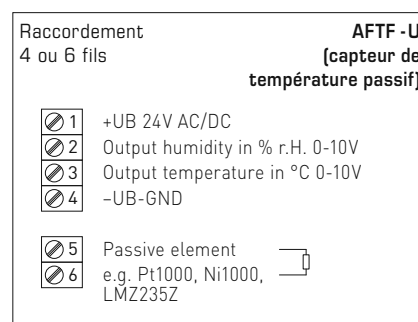 Raccordement
4 ou 6 fils
AFTF - U
(capteur de
température passif)
1 +UB 24V AC/DC
2 Output humidity in % r.H. 0-10V
3 Output temperature in °C 0-10V
4 –UB-GND
5 Passive element
6 e.g. Pt1000, Ni1000,
LMZ235Z